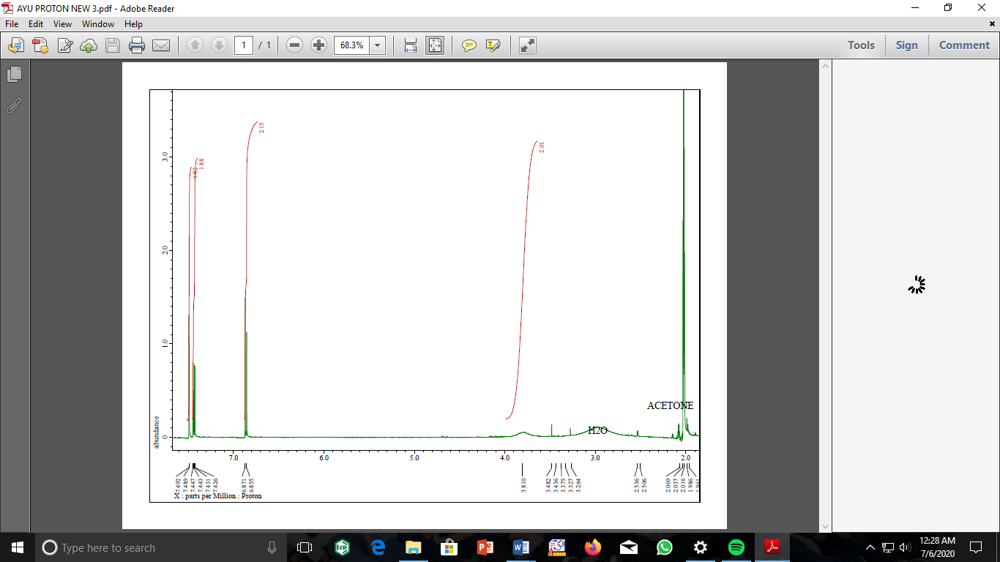 AYU PROTON NEW 3.pdf - Adobe Reader
File Edit View Window Help
1 / 1 68.3% Tools Sign Comment
2.15
1.88
2.01
3.0
2.0
1.0
0
abundance
ACETONE
H2O
7.0 6.0 5.0 4.0 3.0 2.0
7.492 7.489 7.447 7.443 7.431 7.426 6.871 6.855 3.810 3.482 3.436 3.375 3.327 3.264 2.536 2.506 2.069 2.037 2.016 1.986
X : parts per Million : Proton
Type here to search
12:28 AM
7/6/2020